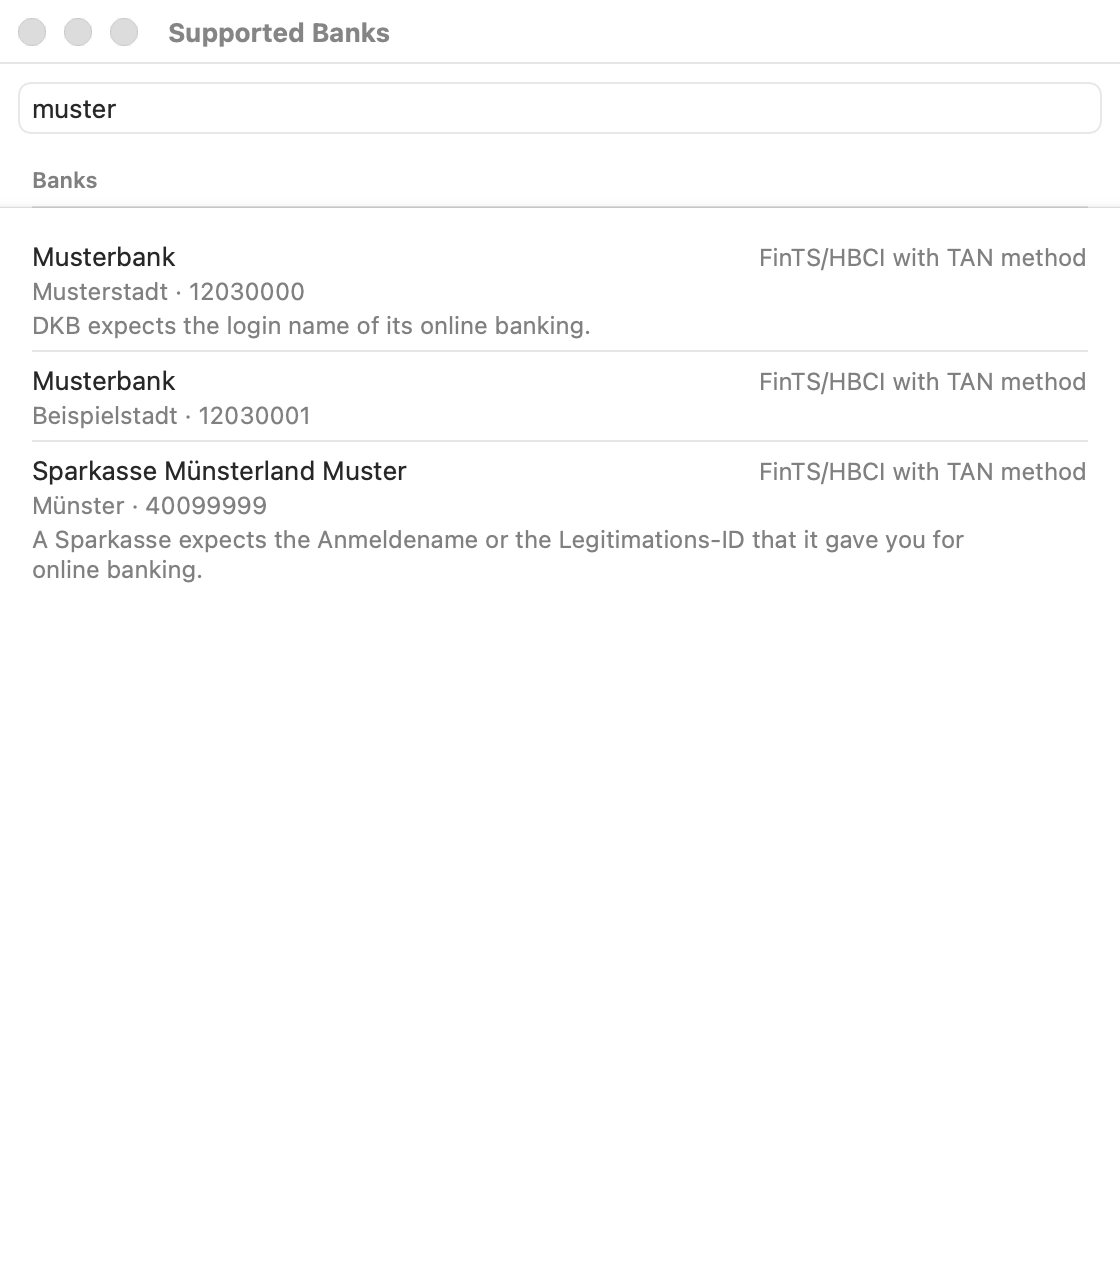 Supported Banks
muster
Banks
Musterbank
FinTS/HBCI with TAN method
Musterstadt · 12030000
DKB expects the login name of its online banking.
Musterbank
FinTS/HBCI with TAN method
Beispielstadt · 12030001
Sparkasse Münsterland Muster
FinTS/HBCI with TAN method
Münster · 40099999
A Sparkasse expects the Anmeldename or the Legitimations-ID that it gave you for
online banking.